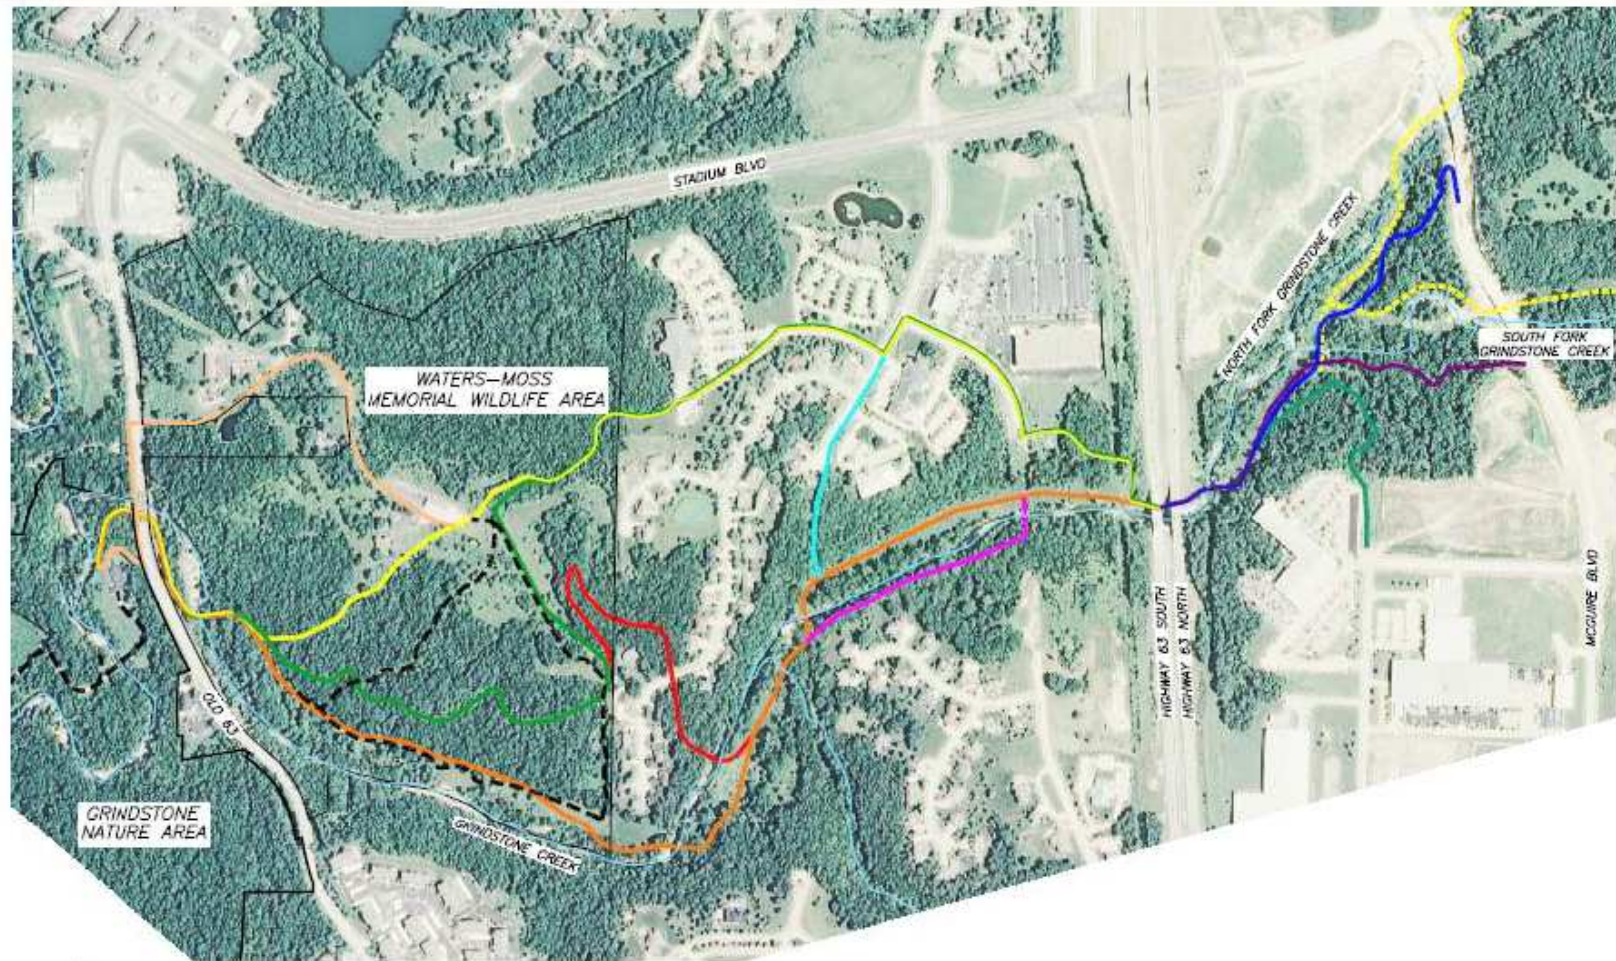 STADIUM BLVD
NORTH FORK GRINDSTONE CREEK
SOUTH FORK
GRINDSTONE CREEK
WATERS-MOSS
MEMORIAL WILDLIFE AREA
HIGHWAY 63 SOUTH
HIGHWAY 63 NORTH
MCGUIRE BLVD
OLD 63
GRINDSTONE
NATURE AREA
GRINDSTONE CREEK